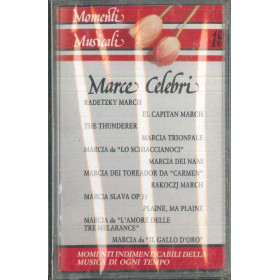 Momenti
Musicali
Marce Celebri
RADETZKY MARCH
EL CAPITAN MARCH
THE THUNDERER
MARCIA TRIONFALE
MARCIA da "LO SCHIACCIANOCI"
MARCIA DEI NANI
MARCIA DEI TOREADOR DA "CARMEN"
RAKOGZJ MARCH
MARCIA SLAVA OP 31
PLAINE, MA PLAINE
MARCIA da "L'AMORE DELLE
TRE MELARANCE"
MARCIA da "IL GALLO D'ORO"
MOMENTI INDIMENTICABILI DELLA
MUSICA DI OGNI TEMPO